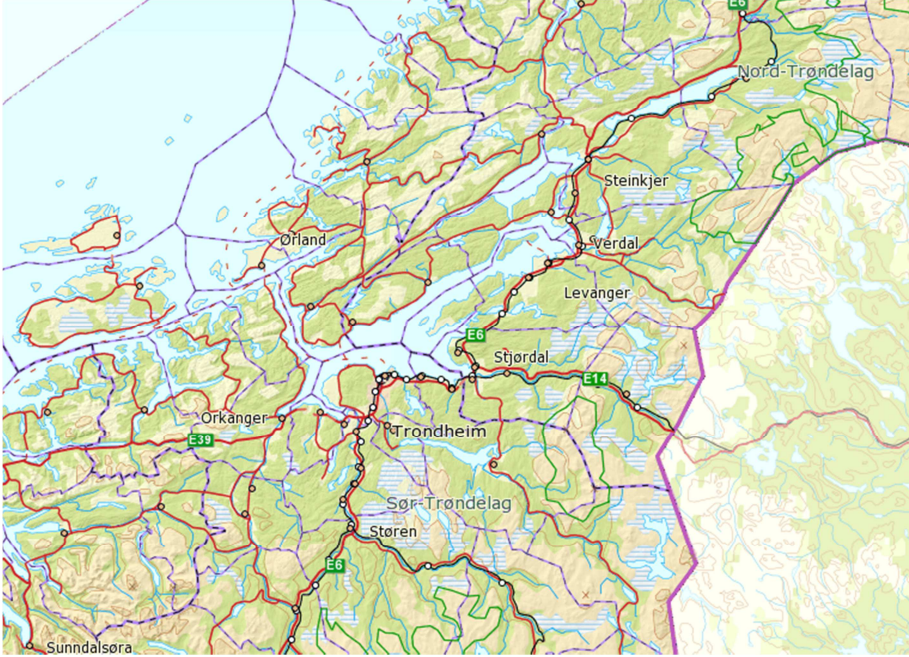 E6
Nord-Trøndelag
Steinkjer
Ørland
Verdal
Levanger
E6
Stjørdal
E14
Orkanger
Trondheim
E39
Sør-Trøndelag
Støren
E6
Sunndalsøra